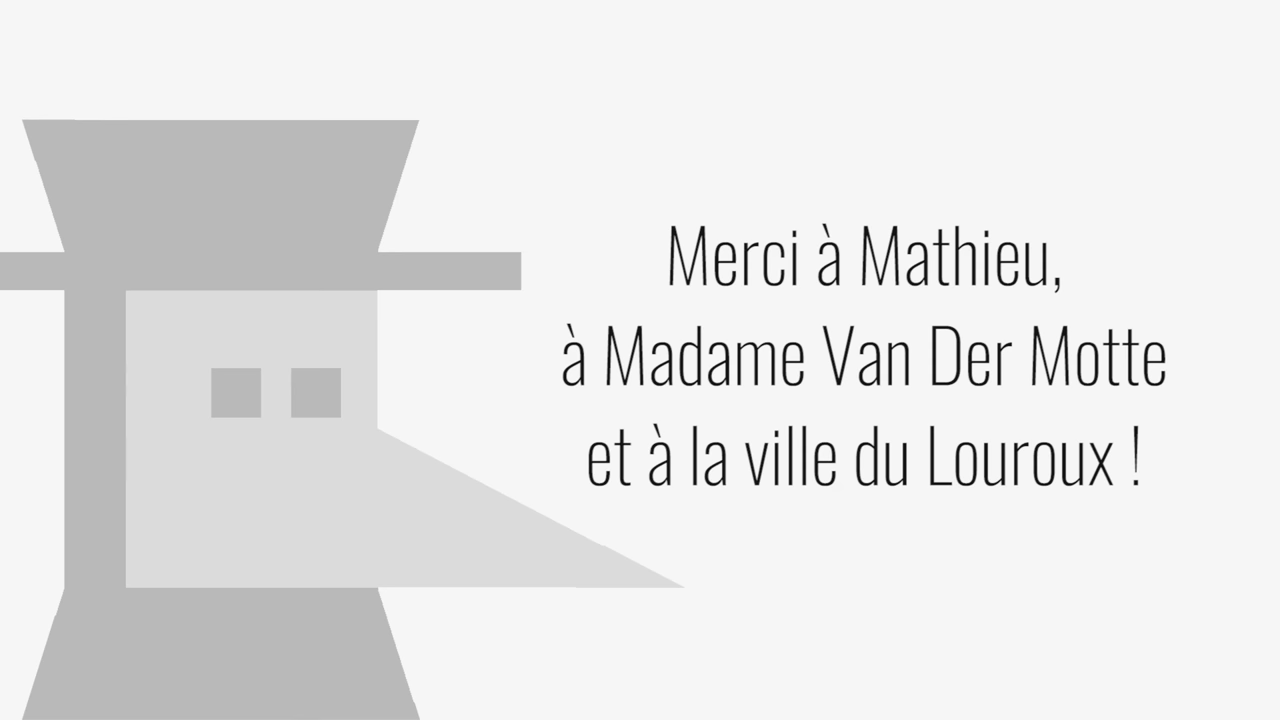 Merci à Mathieu,
à Madame Van Der Motte
et à la ville du Louroux !